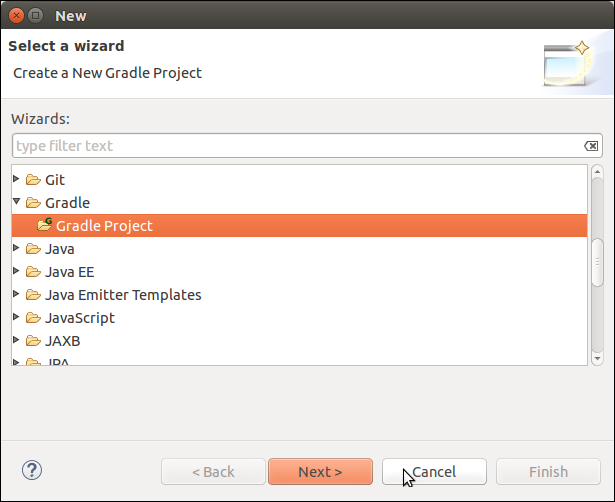 New
Select a wizard
Create a New Gradle Project
Wizards:
type filter text
Git
Gradle
Gradle Project
Java
Java EE
Java Emitter Templates
JavaScript
JAXB
JPA
< Back Next > Cancel Finish